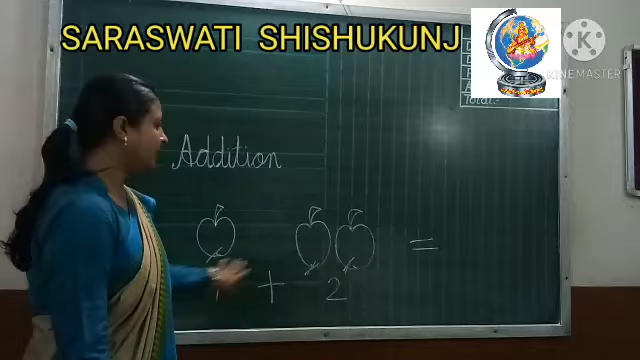 SARASWATI SHISHUKUNJ
KINEMASTER
Total:-
Addition
=
1 + 2